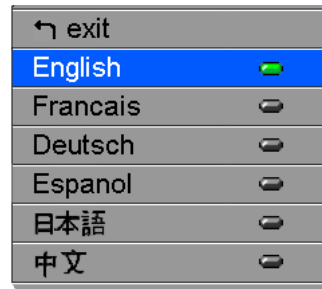 exit
English
Francais
Deutsch
Espanol
日本語
中文